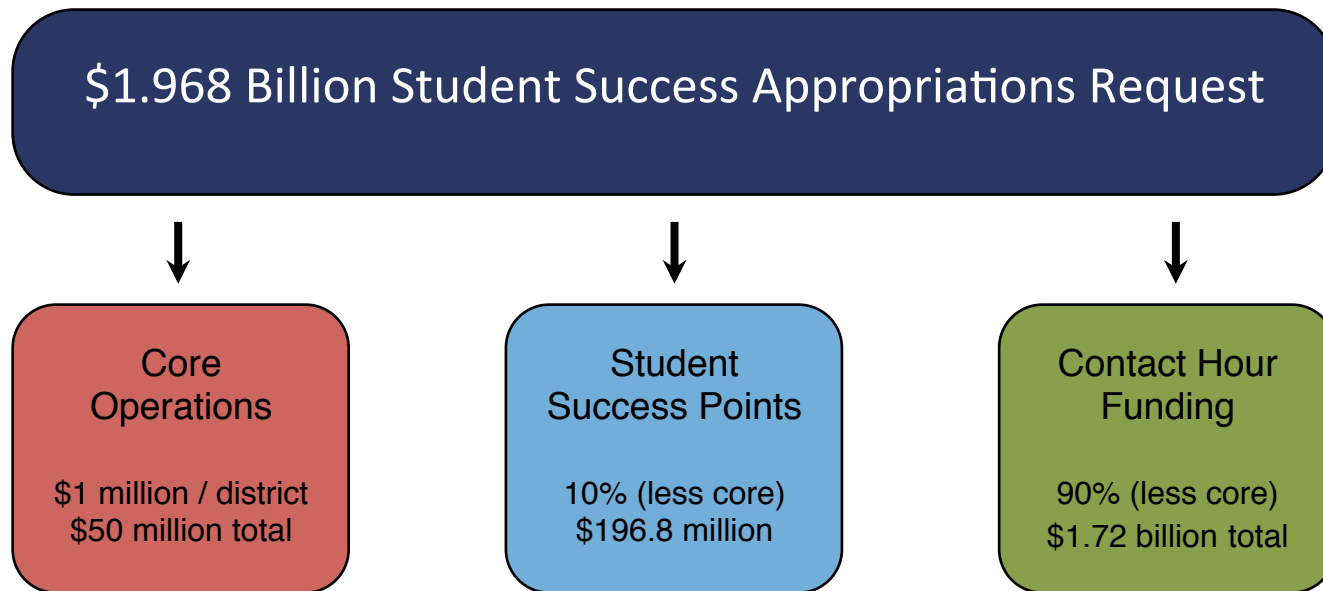 $1.968 Billion Student Success Appropriations Request
Core
Operations
$1 million / district
$50 million total
Student
Success Points
10% (less core)
$196.8 million
Contact Hour
Funding
90% (less core)
$1.72 billion total